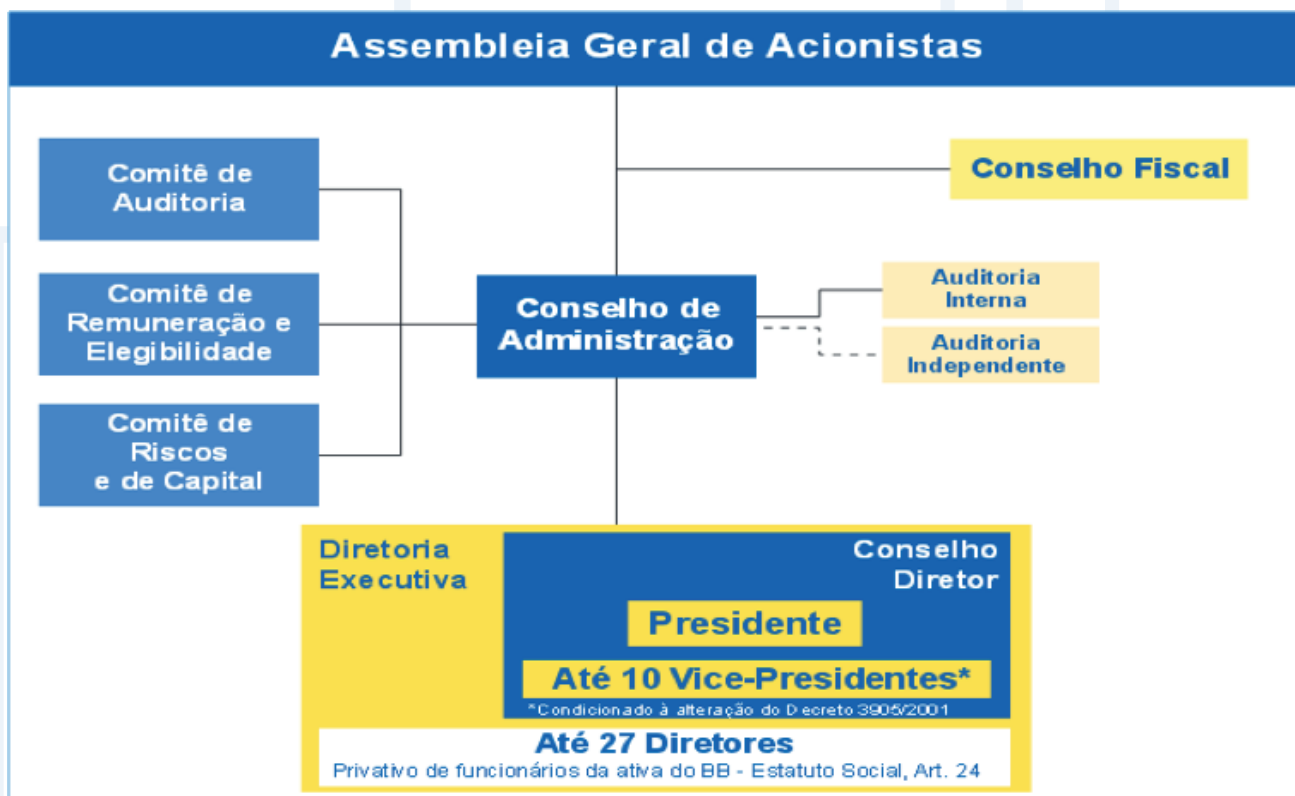 Assembleia Geral de Acionistas
Comitê de
Auditoria
Conselho Fiscal
Comitê de
Remuneração e
Elegibilidade
Conselho de
Administração
Auditoria
Interna
Auditoria
Independente
Comitê de
Riscos
e de Capital
Diretoria
Executiva
Conselho
Diretor
Presidente
Até 10 Vice-Presidentes*
*Condicionado à alteração do Decreto 3905/2001
Até 27 Diretores
Privativo de funcionários da ativa do BB - Estatuto Social, Art. 24